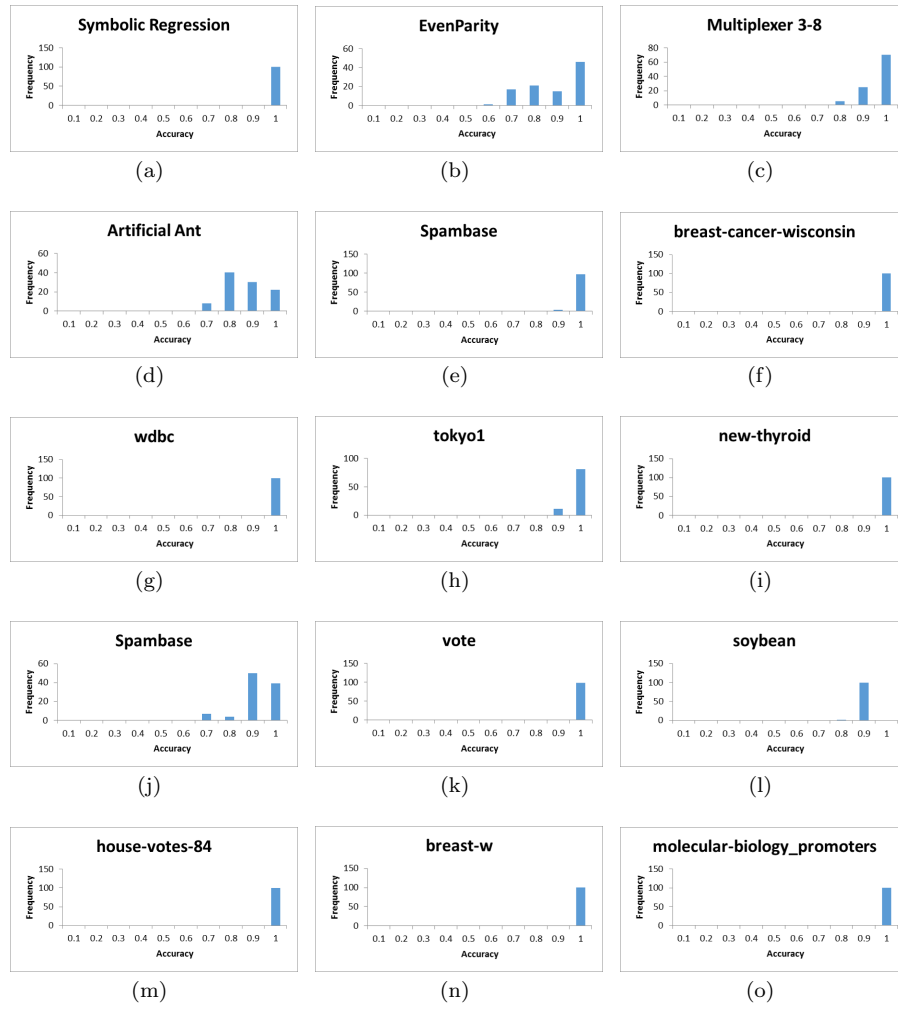 Symbolic Regression
Frequency
150
100
50
0
0.1 0.2 0.3 0.4 0.5 0.6 0.7 0.8 0.9 1
Accuracy
(a)
EvenParity
Frequency
60
40
20
0
0.1 0.2 0.3 0.4 0.5 0.6 0.7 0.8 0.9 1
Accuracy
(b)
Multiplexer 3-8
Frequency
80
60
40
20
0
0.1 0.2 0.3 0.4 0.5 0.6 0.7 0.8 0.9 1
Accuracy
(c)
Artificial Ant
Frequency
60
40
20
0
0.1 0.2 0.3 0.4 0.5 0.6 0.7 0.8 0.9 1
Accuracy
(d)
Spambase
Frequency
150
100
50
0
0.1 0.2 0.3 0.4 0.5 0.6 0.7 0.8 0.9 1
Accuracy
(e)
breast-cancer-wisconsin
Frequency
150
100
50
0
0.1 0.2 0.3 0.4 0.5 0.6 0.7 0.8 0.9 1
Accuracy
(f)
wdbc
Frequency
150
100
50
0
0.1 0.2 0.3 0.4 0.5 0.6 0.7 0.8 0.9 1
Accuracy
(g)
tokyo1
Frequency
100
50
0
0.1 0.2 0.3 0.4 0.5 0.6 0.7 0.8 0.9 1
Accuracy
(h)
new-thyroid
Frequency
150
100
50
0
0.1 0.2 0.3 0.4 0.5 0.6 0.7 0.8 0.9 1
Accuracy
(i)
Spambase
Frequency
60
40
20
0
0.1 0.2 0.3 0.4 0.5 0.6 0.7 0.8 0.9 1
Accuracy
(j)
vote
Frequency
150
100
50
0
0.1 0.2 0.3 0.4 0.5 0.6 0.7 0.8 0.9 1
Accuracy
(k)
soybean
Frequency
150
100
50
0
0.1 0.2 0.3 0.4 0.5 0.6 0.7 0.8 0.9 1
Accuracy
(l)
house-votes-84
Frequency
150
100
50
0
0.1 0.2 0.3 0.4 0.5 0.6 0.7 0.8 0.9 1
Accuracy
(m)
breast-w
Frequency
150
100
50
0
0.1 0.2 0.3 0.4 0.5 0.6 0.7 0.8 0.9 1
Accuracy
(n)
molecular-biology_promoters
Frequency
150
100
50
0
0.1 0.2 0.3 0.4 0.5 0.6 0.7 0.8 0.9 1
Accuracy
(o)